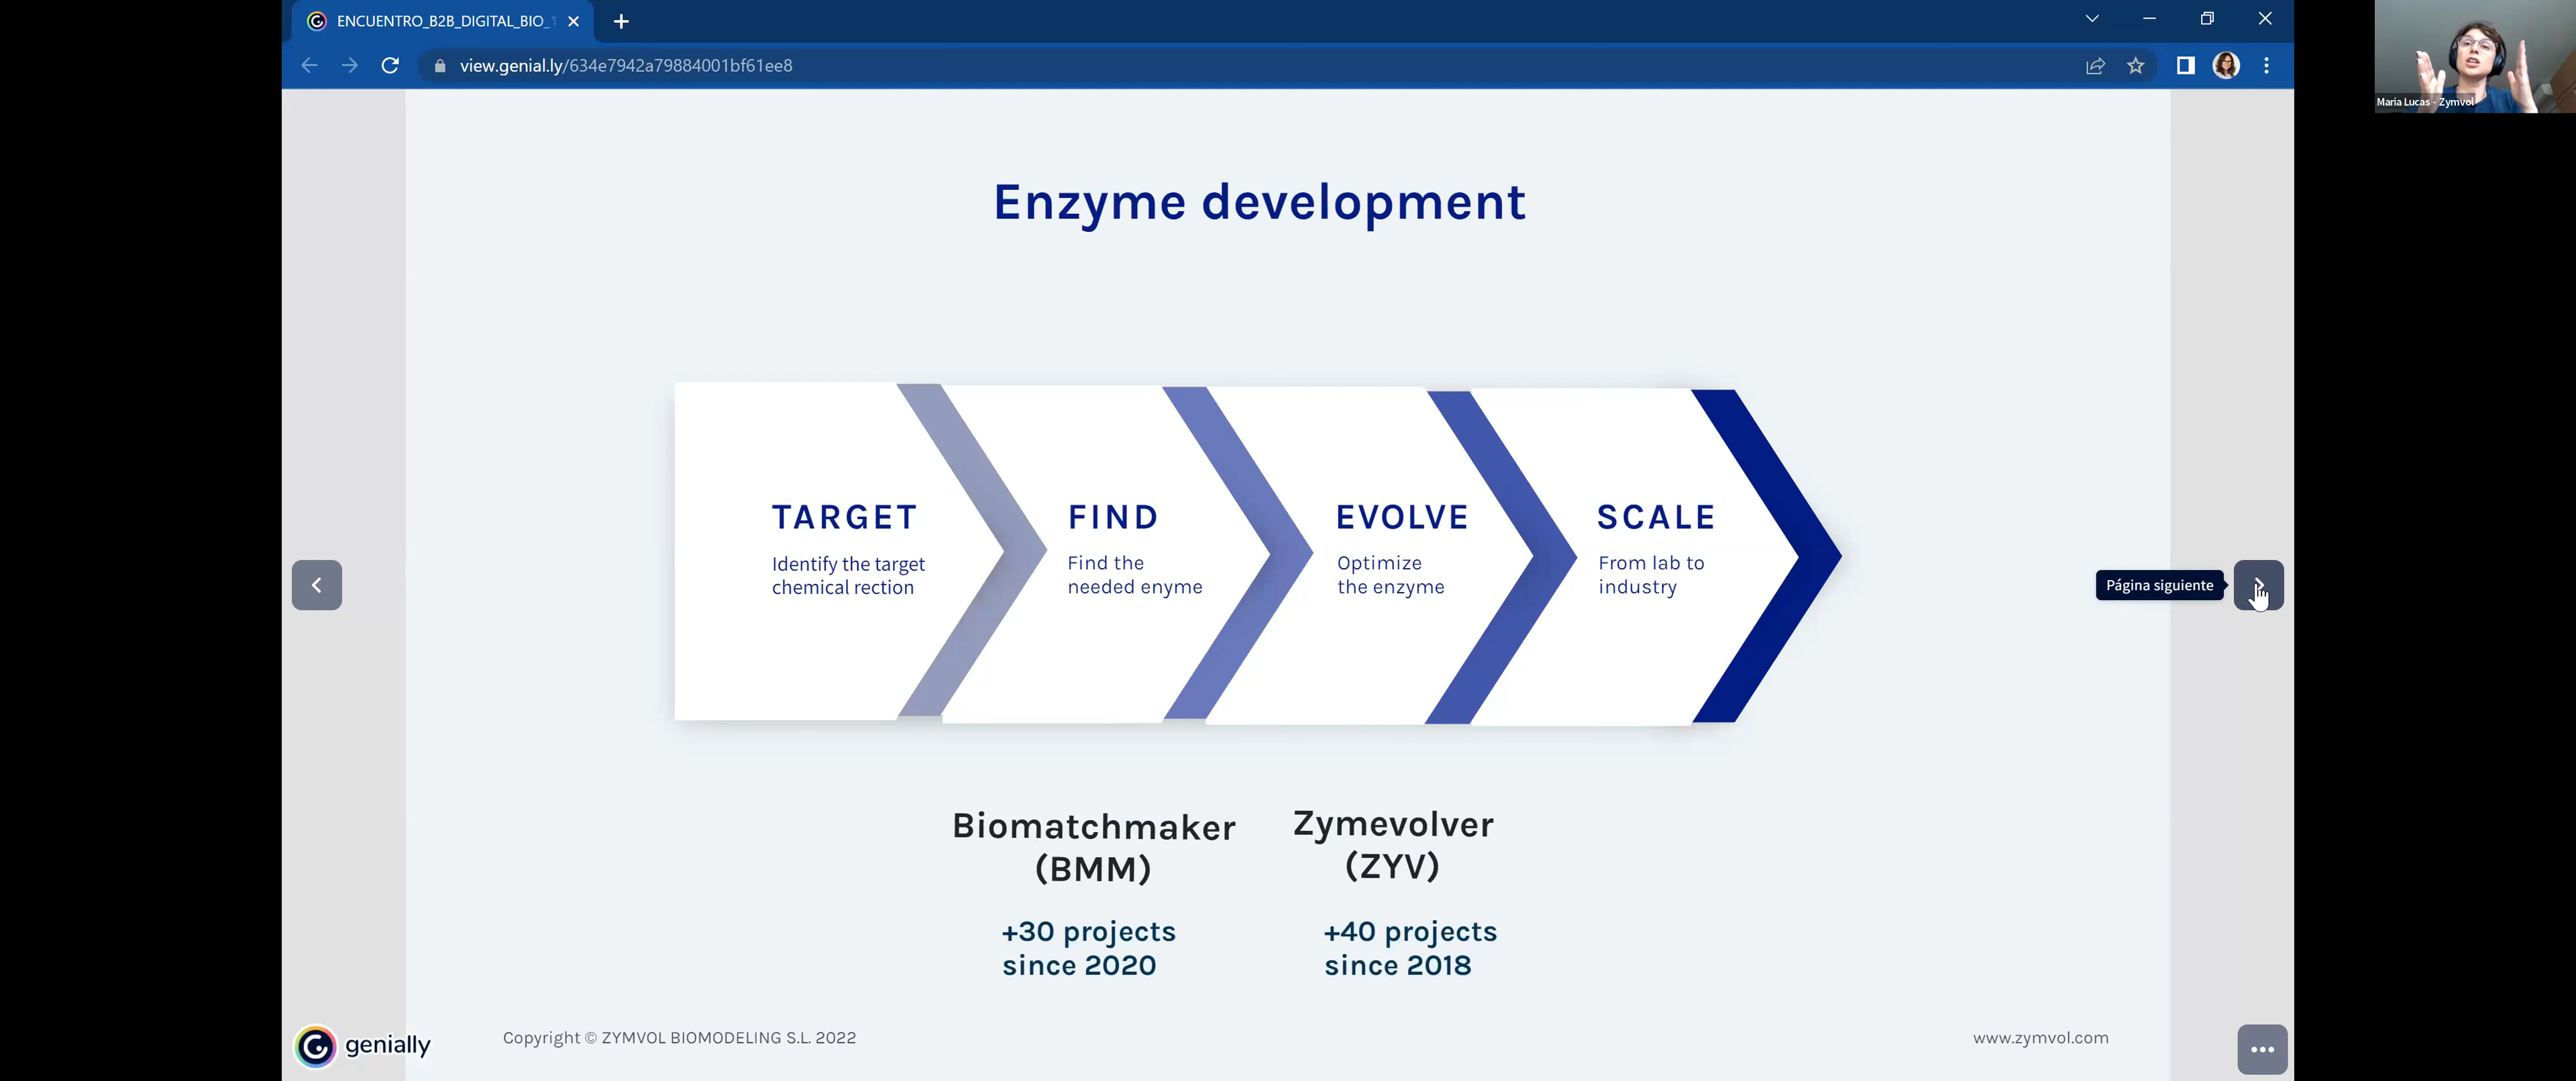 ENCUENTRO_B2B_DIGITAL_BIO_
view.genial.ly/634e7942a79884001bf61ee8
Maria Lucas - Zymvol
Enzyme development
TARGET
Identify the target
chemical rection
FIND
Find the
needed enyme
EVOLVE
Optimize
the enzyme
SCALE
From lab to
industry
Página siguiente
Biomatchmaker
(BMM)
+30 projects
since 2020
Zymevolver
(ZYV)
+40 projects
since 2018
genially
Copyright © ZYMVOL BIOMODELING S.L. 2022
www.zymvol.com